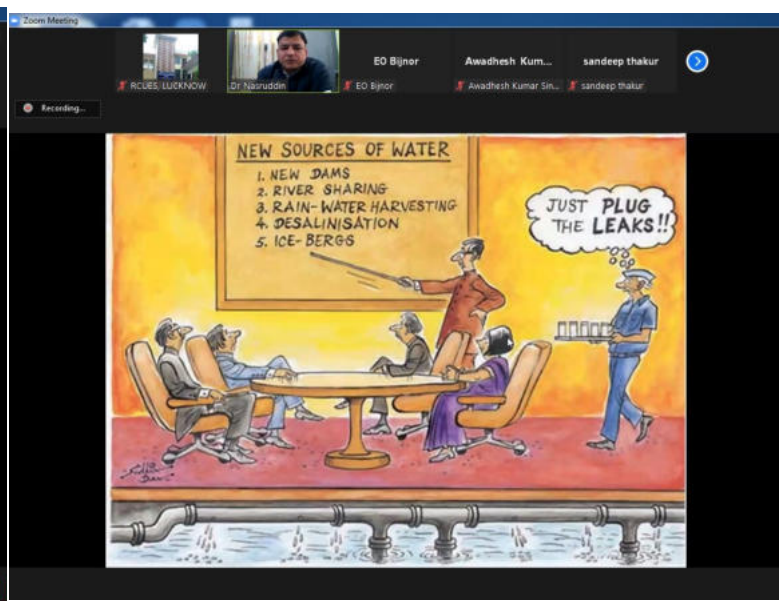 Zoom Meeting
RCUES, LUCKNOW
Dr Nasruddin
EO Bijnor
EO Bijnor
Awadhesh Kum...
Awadhesh Kumar Sin...
sandeep thakur
sandeep thakur
Recording...
NEW SOURCES OF WATER
1. NEW DAMS
2. RIVER SHARING
3. RAIN-WATER HARVESTING
4. DESALINISATION
5. ICE-BERGS
JUST PLUG
THE LEAKS!!